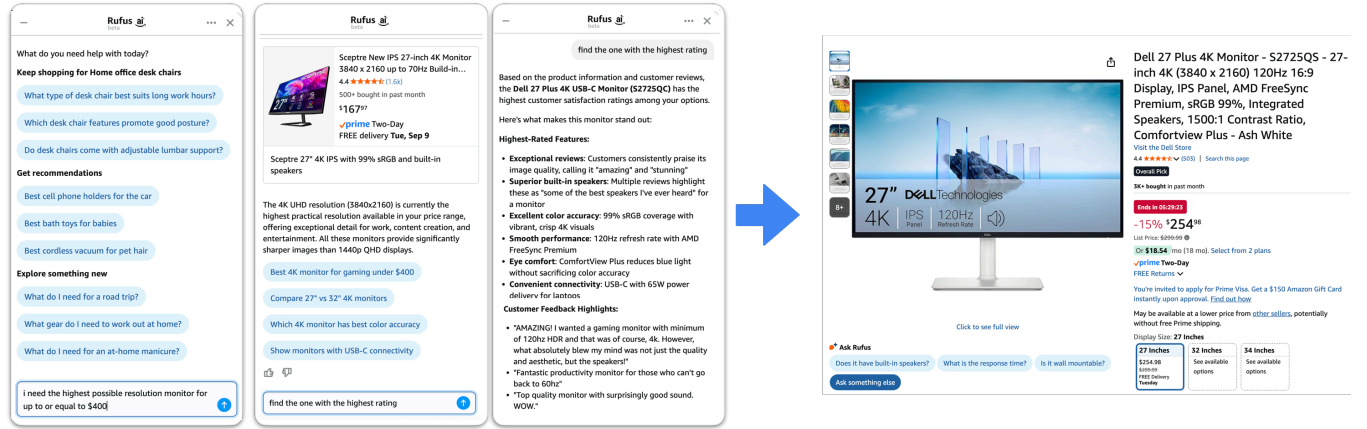 Rufus ai
beta
What do you need help with today?
Keep shopping for Home office desk chairs
What type of desk chair best suits long work hours?
Which desk chair features promote good posture?
Do desk chairs come with adjustable lumbar support?
Get recommendations
Best cell phone holders for the car
Best bath toys for babies
Best cordless vacuum for pet hair
Explore something new
What do I need for a road trip?
What gear do I need to work out at home?
What do I need for an at-home manicure?
i need the highest possible resolution monitor for
up to or equal to $400
Rufus ai
beta
Sceptre New IPS 27-inch 4K Monitor
3840 x 2160 up to 70Hz Build-in...
4.4 (1.6k)
500+ bought in past month
$16797
prime Two-Day
FREE delivery Tue, Sep 9
27" 4K
Sceptre 27" 4K IPS with 99% sRGB and built-in
speakers
The 4K UHD resolution (3840x2160) is currently the
highest practical resolution available in your price range,
offering exceptional detail for work, content creation, and
entertainment. All these monitors provide significantly
sharper images than 1440p QHD displays.
Best 4K monitor for gaming under $400
Compare 27" vs 32" 4K monitors
Which 4K monitor has best color accuracy
Show monitors with USB-C connectivity
find the one with the highest rating
Rufus ai
beta
find the one with the highest rating
Based on the product information and customer reviews,
the Dell 27 Plus 4K USB-C Monitor (S2725QC) has the
highest customer satisfaction ratings among your options.
Here's what makes this monitor stand out:
Highest-Rated Features:
• Exceptional reviews: Customers consistently praise its
image quality, calling it "amazing" and "stunning"
• Superior built-in speakers: Multiple reviews highlight
these as "some of the best speakers I've ever heard" for
a monitor
• Excellent color accuracy: 99% sRGB coverage with
vibrant, crisp 4K visuals
• Smooth performance: 120Hz refresh rate with AMD
FreeSync Premium
• Eye comfort: ComfortView Plus reduces blue light
without sacrificing color accuracy
• Convenient connectivity: USB-C with 65W power
delivery for laptops
Customer Feedback Highlights:
• "AMAZING! I wanted a gaming monitor with minimum
of 120hz HDR and that was of course, 4k. However,
what absolutely blew my mind was not just the quality
and aesthetic, but the speakers!"
• "Fantastic productivity monitor for those who can't go
back to 60hz"
• "Top quality monitor with surprisingly good sound.
WOW."
8+
27" DELLTechnologies
4K IPS Panel 120Hz Refresh Rate
Click to see full view
Ask Rufus
Does it have built-in speakers? What is the response time? Is it wall mountable?
Ask something else
Dell 27 Plus 4K Monitor - S2725QS - 27-
inch 4K (3840 x 2160) 120Hz 16:9
Display, IPS Panel, AMD FreeSync
Premium, sRGB 99%, Integrated
Speakers, 1500:1 Contrast Ratio,
Comfortview Plus - Ash White
Visit the Dell Store
4.4 (503) | Search this page
Overall Pick
3K+ bought in past month
Ends in 05:29:23
-15% $25498
List Price: $299.99
Or $18.54 /mo (18 mo). Select from 2 plans
prime Two-Day
FREE Returns
You're invited to apply for Prime Visa. Get a $150 Amazon Gift Card
instantly upon approval. Find out how
May be available at a lower price from other sellers, potentially
without free Prime shipping.
Display Size: 27 Inches
27 Inches
$254.98
$299.99
FREE Delivery
Tuesday
32 Inches
See available
options
34 Inches
See available
options